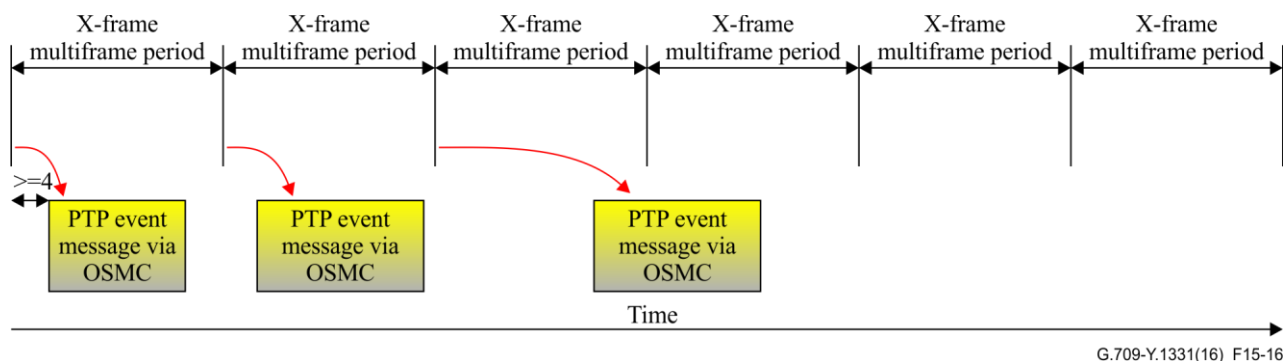 X-frame X-frame X-frame X-frame X-frame X-frame
multiframe period multiframe period multiframe period multiframe period multiframe period multiframe period
>=4
PTP event PTP event PTP event
message via message via message via
OSMC OSMC OSMC
Time
G.709-Y.1331(16)_F15-16